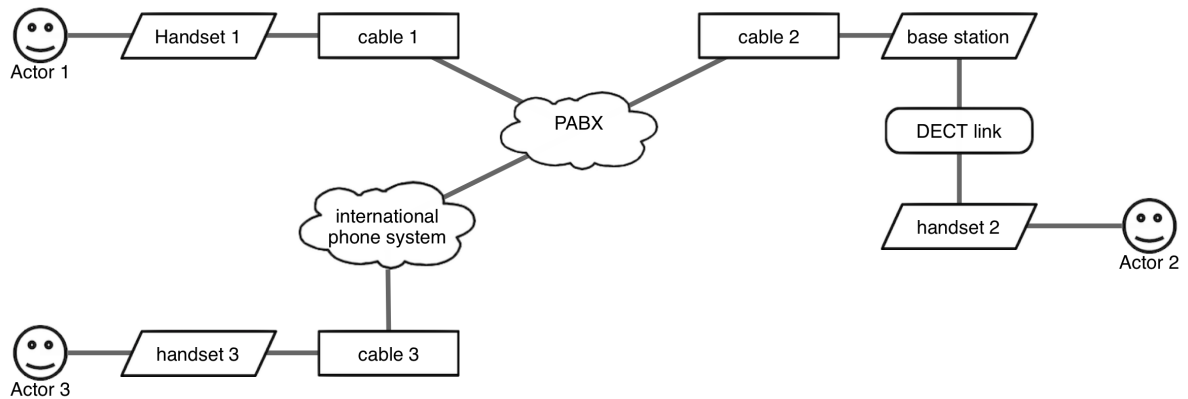 Handset 1
cable 1
cable 2
base station
Actor 1
PABX
DECT link
international
phone system
handset 2
Actor 2
handset 3
cable 3
Actor 3